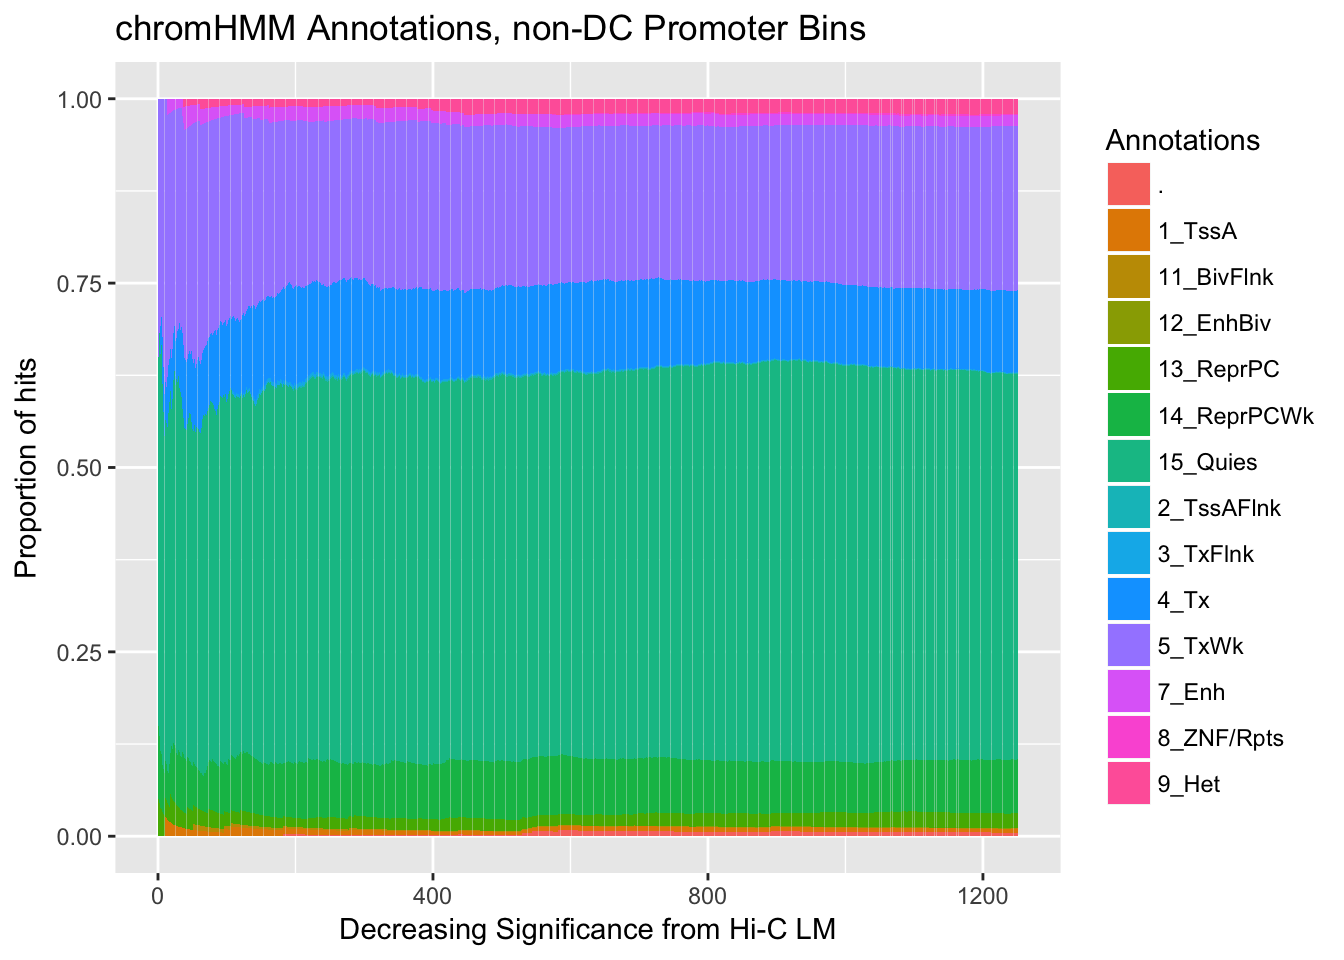 chromHMM Annotations, non-DC Promoter Bins
Proportion of hits
1.00
0.75
0.50
0.25
0.00
0
400
800
1200
Decreasing Significance from Hi-C LM
Annotations
.
1_TssA
11_BivFlnk
12_EnhBiv
13_ReprPC
14_ReprPCWk
15_Quies
2_TssAFlnk
3_TxFlnk
4_Tx
5_TxWk
7_Enh
8_ZNF/Rpts
9_Het